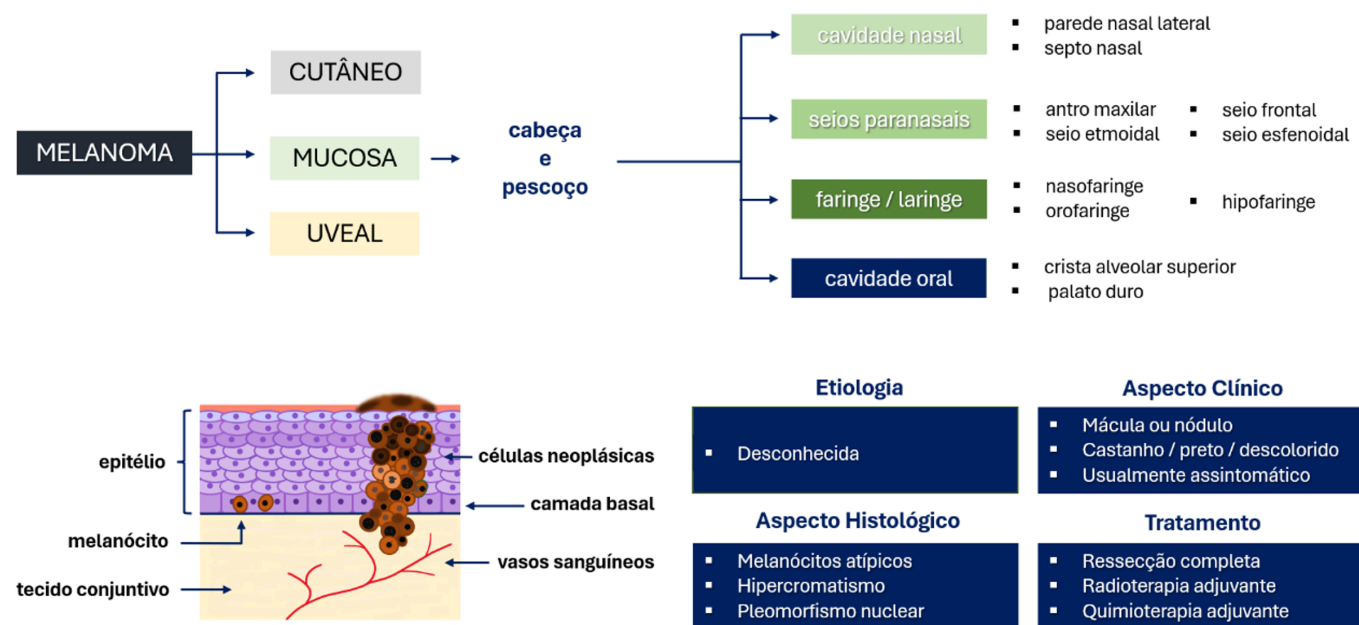 MELANOMA
CUTÂNEO
MUCOSA
UVEAL
cabeça
e
pescoço
cavidade nasal
▪ parede nasal lateral
▪ septo nasal
seios paranasais
▪ antro maxilar
▪ seio etmoidal
▪ seio frontal
▪ seio esfenoidal
faringe / laringe
▪ nasofaringe
▪ orofaringe
▪ hipofaringe
cavidade oral
▪ crista alveolar superior
▪ palato duro
epitélio
melanócito
tecido conjuntivo
células neoplásicas
camada basal
vasos sanguíneos
Etiologia
▪ Desconhecida
Aspecto Clínico
▪ Mácula ou nódulo
▪ Castanho / preto / descolorido
▪ Usualmente assintomático
Aspecto Histológico
▪ Melanócitos atípicos
▪ Hipercromatismo
▪ Pleomorfismo nuclear
Tratamento
▪ Ressecção completa
▪ Radioterapia adjuvante
▪ Quimioterapia adjuvante